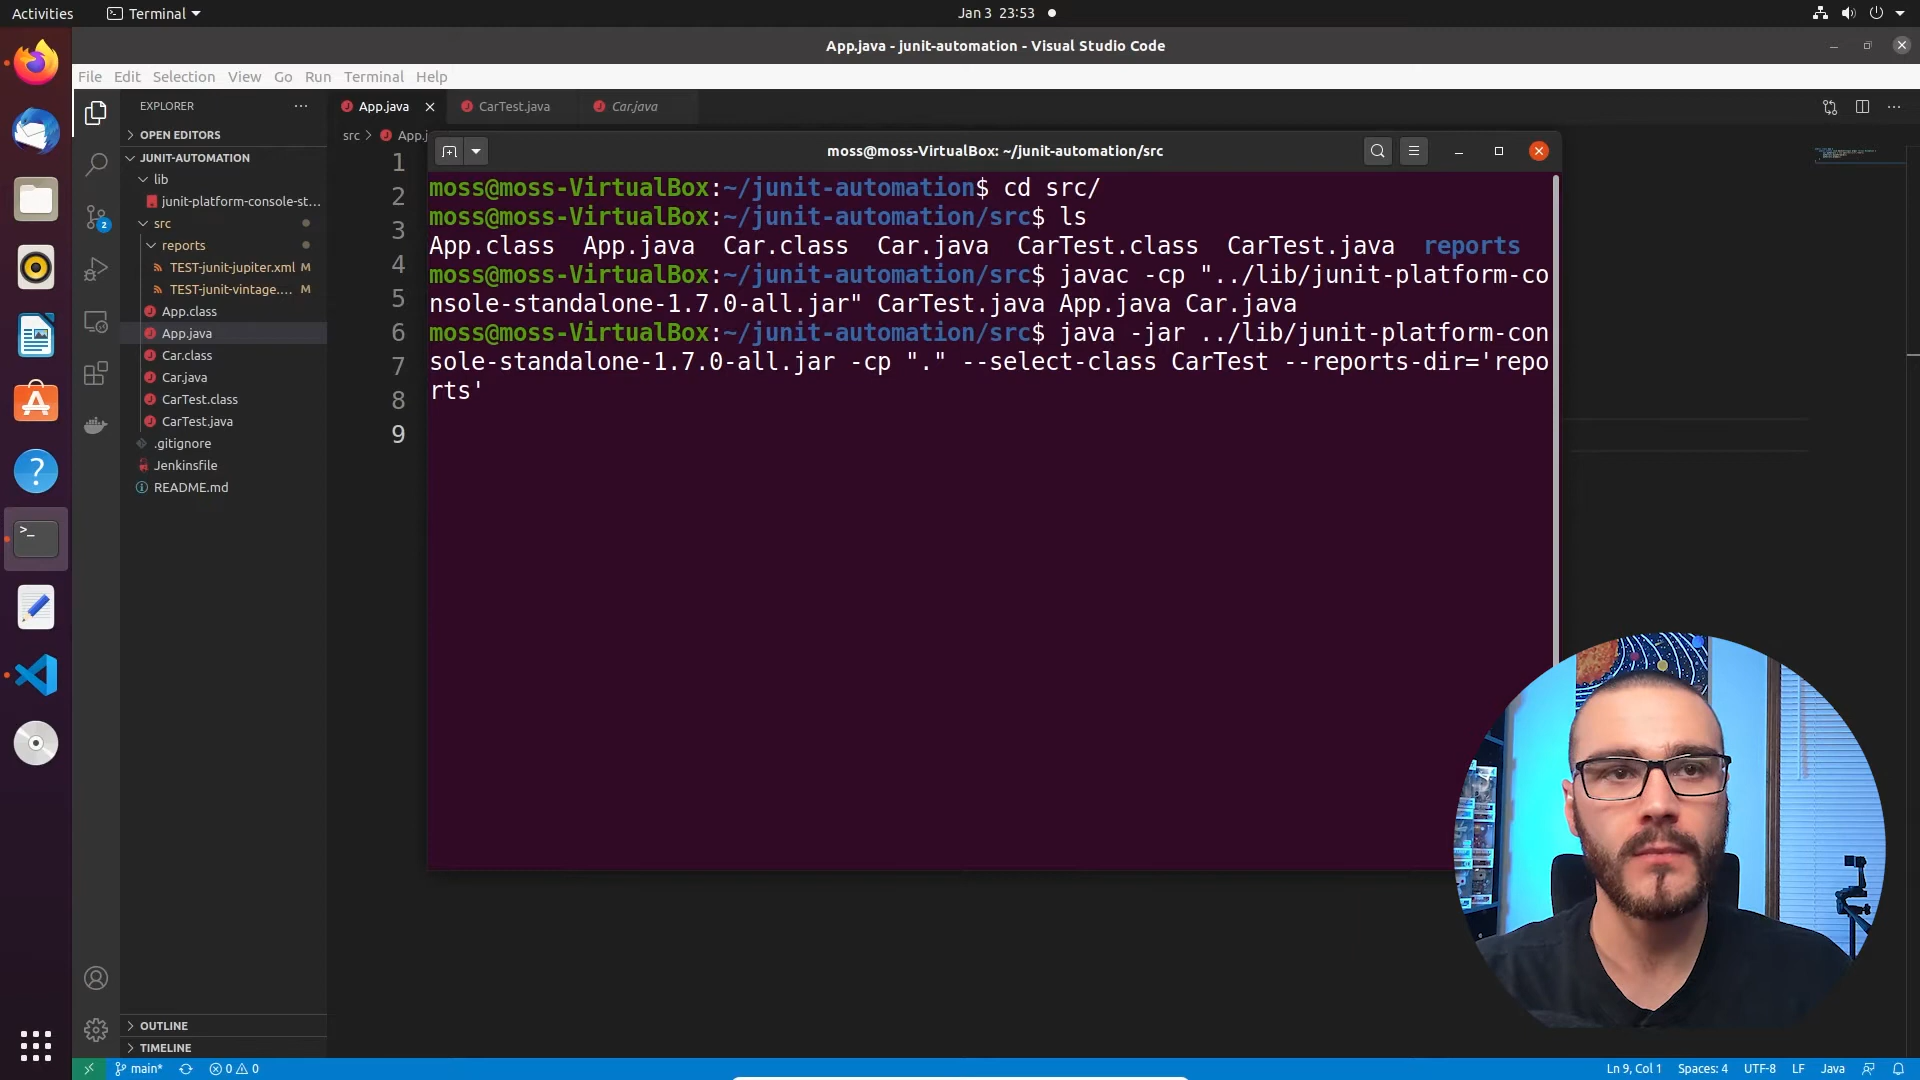 Activities
Terminal
Jan 3 23:53
App.java - junit-automation - Visual Studio Code
File Edit Selection View Go Run Terminal Help
EXPLORER
OPEN EDITORS
JUNIT-AUTOMATION
lib
junit-platform-console-st...
src
reports
TEST-junit-jupiter.xml M
TEST-junit-vintage.... M
App.class
App.java
Car.class
Car.java
CarTest.class
CarTest.java
.gitignore
Jenkinsfile
README.md
OUTLINE
TIMELINE
App.java
CarTest.java
Car.java
src > App.j
1
2
3
4
5
6
7
8
9
moss@moss-VirtualBox: ~/junit-automation/src
moss@moss-VirtualBox:~/junit-automation$ cd src/
moss@moss-VirtualBox:~/junit-automation/src$ ls
App.class App.java Car.class Car.java CarTest.class CarTest.java reports
moss@moss-VirtualBox:~/junit-automation/src$ javac -cp "../lib/junit-platform-co
nsole-standalone-1.7.0-all.jar" CarTest.java App.java Car.java
moss@moss-VirtualBox:~/junit-automation/src$ java -jar ../lib/junit-platform-con
sole-standalone-1.7.0-all.jar -cp "." --select-class CarTest --reports-dir='repo
rts'
2
main*
0 0
Ln 9, Col 1
Spaces: 4
UTF-8
LF
Java